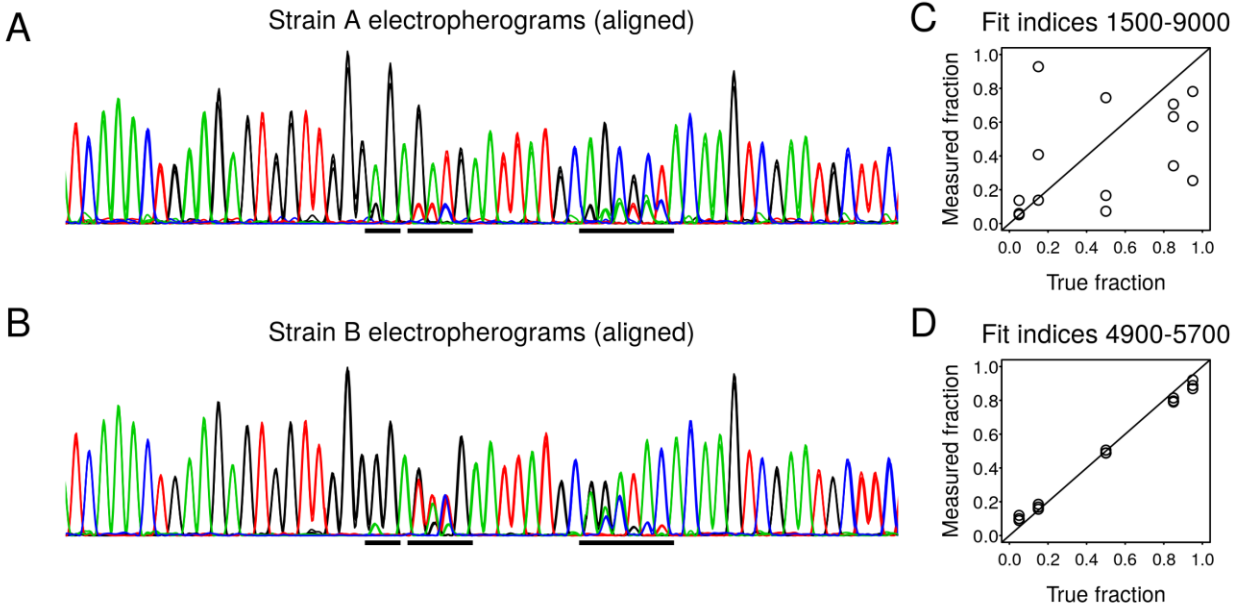 A
Strain A electropherograms (aligned)
C
Fit indices 1500-9000
Measured fraction
1.0
0.8
0.6
0.4
0.2
0.0
0.0 0.2 0.4 0.6 0.8 1.0
True fraction
B
Strain B electropherograms (aligned)
D
Fit indices 4900-5700
Measured fraction
1.0
0.8
0.6
0.4
0.2
0.0
0.0 0.2 0.4 0.6 0.8 1.0
True fraction